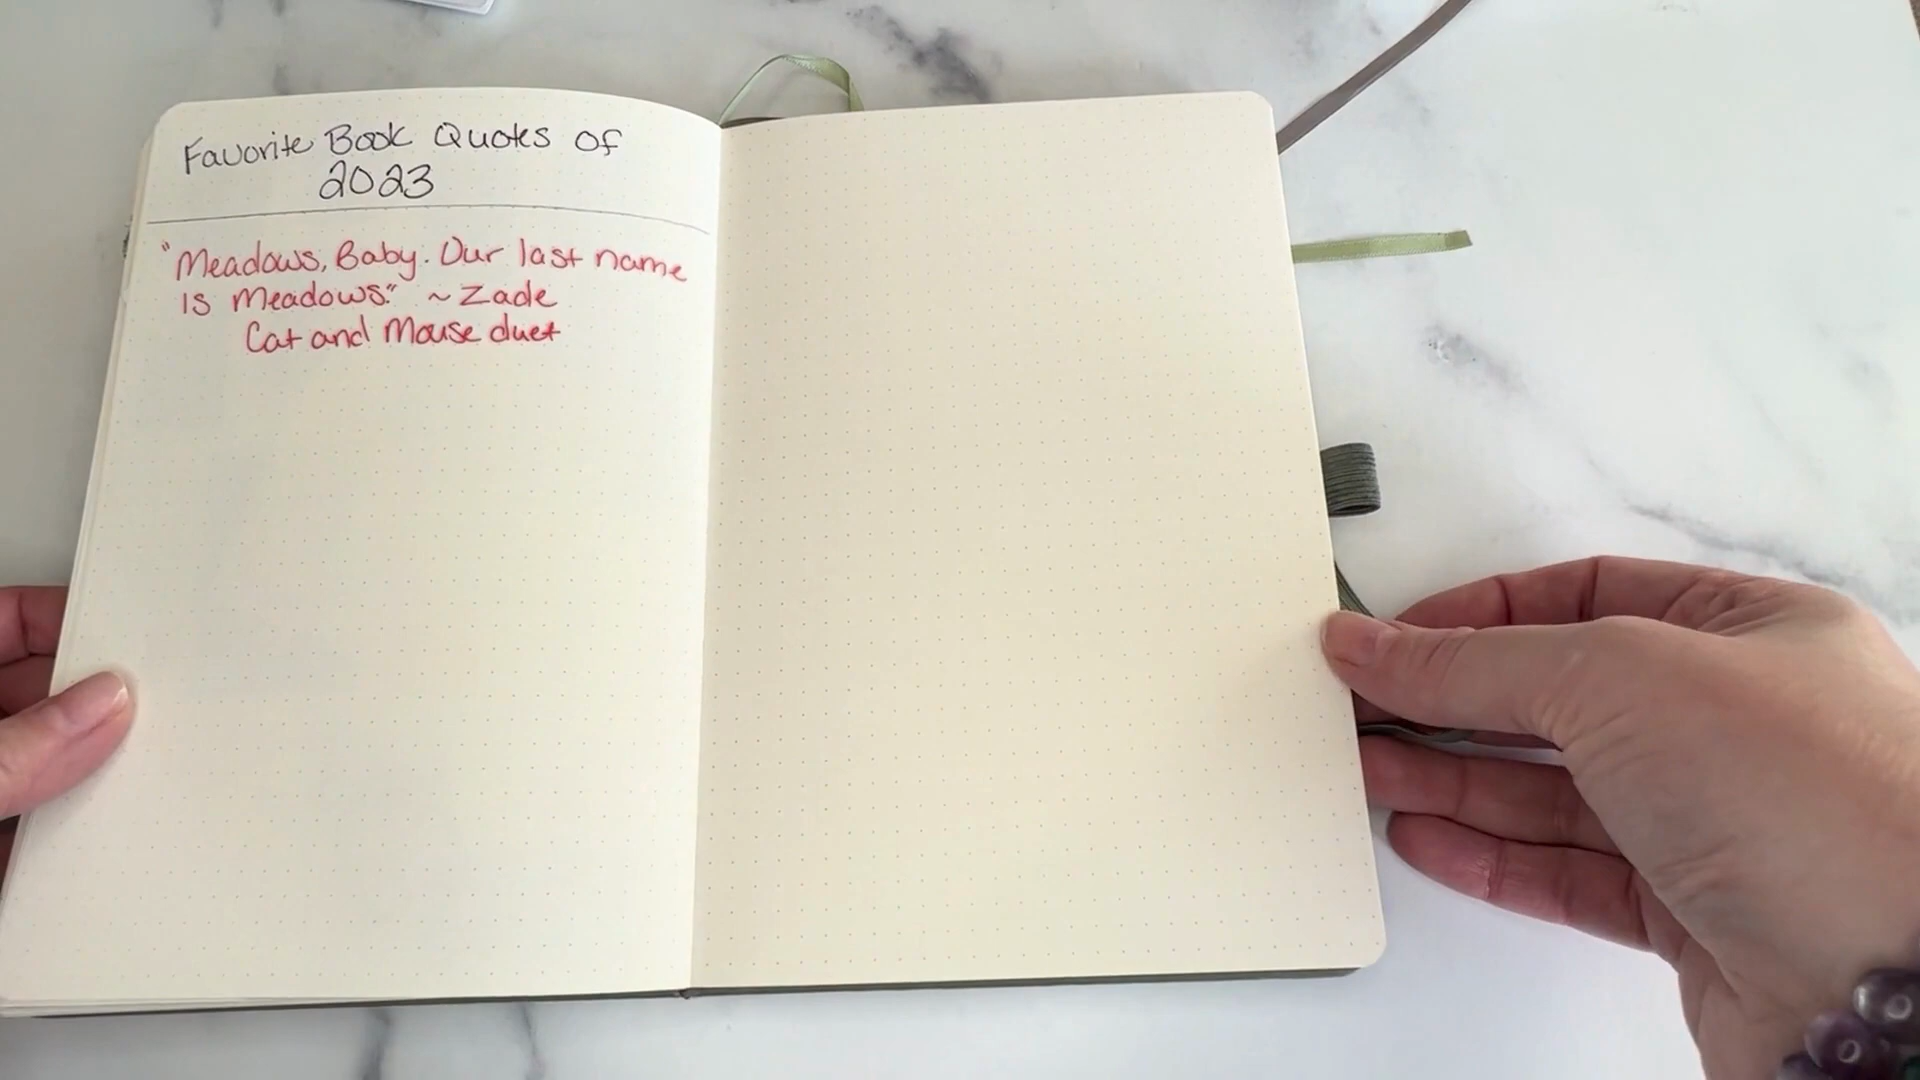 Favorite Book Quotes of
2023
"Meadows, Baby. Our last name
is Meadows." ~ Zade
Cat and Mouse duet